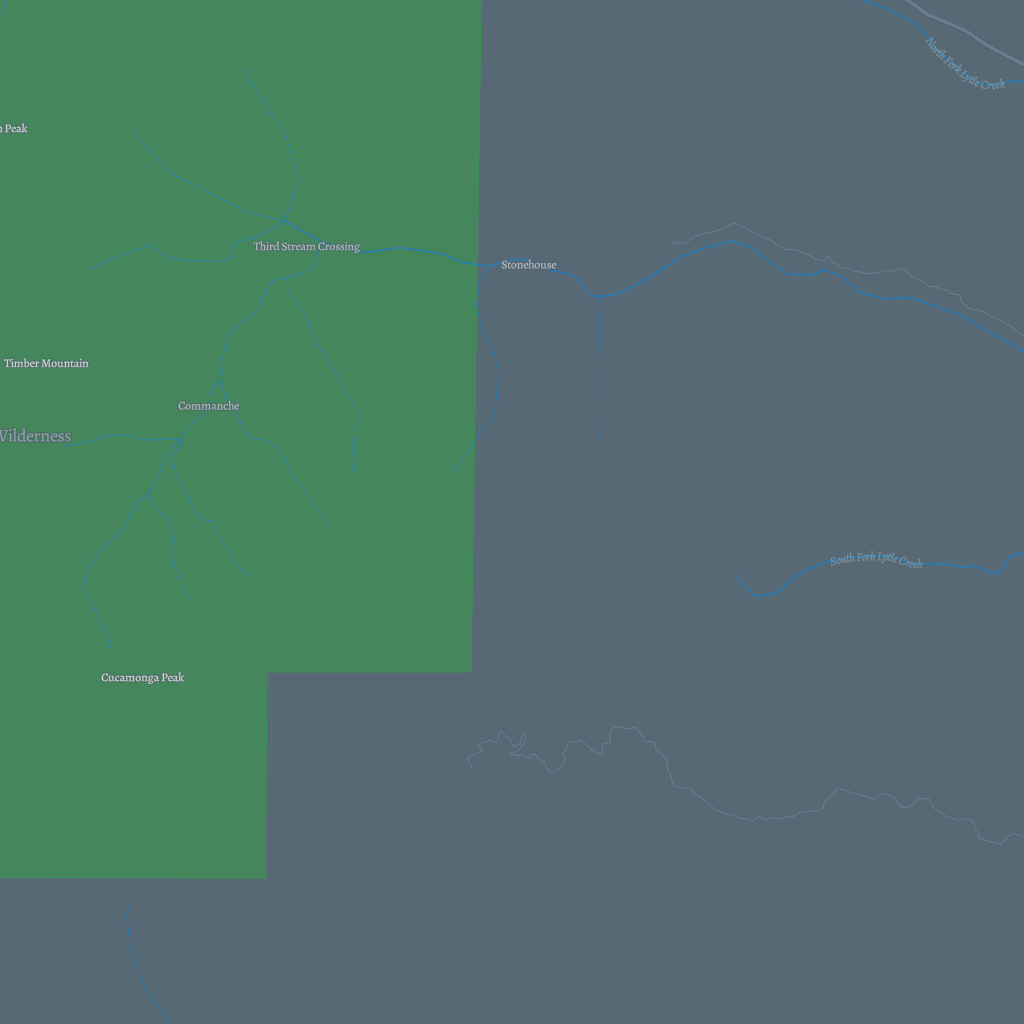 North Fork Lytle Creek
n Peak
Third Stream Crossing
Stonehouse
Timber Mountain
Commanche
Wilderness
South Fork Lytle Creek
Cucamonga Peak